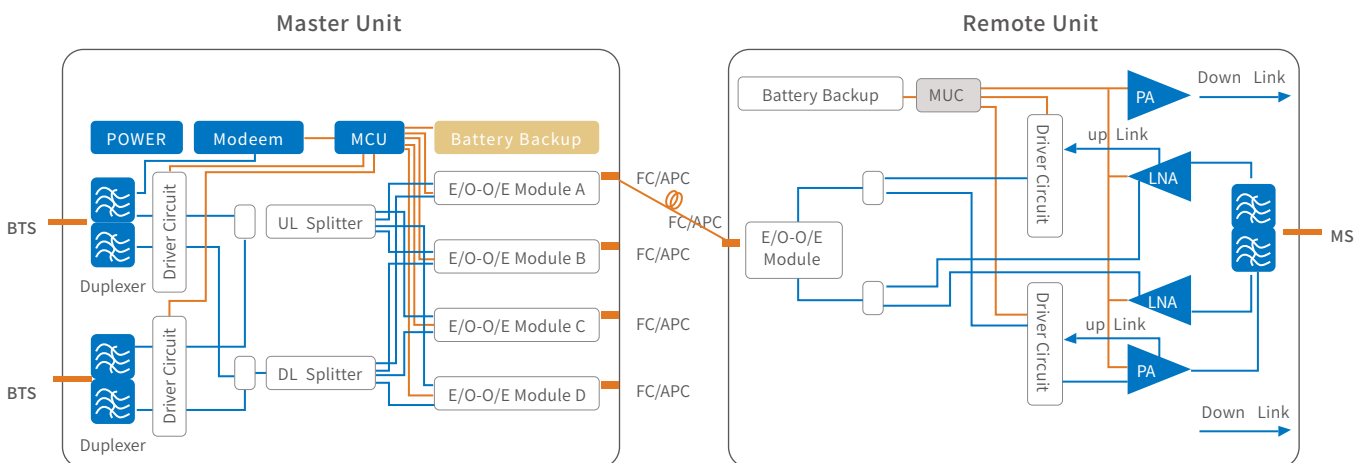 Master Unit
Remote Unit
POWER
Modeem
MCU
Battery Backup
BTS
Duplexer
Driver Circuit
UL Splitter
E/O-O/E Module A
E/O-O/E Module B
E/O-O/E Module C
E/O-O/E Module D
BTS
Duplexer
Driver Circuit
DL Splitter
FC/APC
FC/APC
FC/APC
FC/APC
FC/APC
Battery Backup
MUC
PA
Down Link
Driver Circuit
up Link
LNA
E/O-O/E
Module
MS
LNA
Driver Circuit
up Link
PA
Down Link